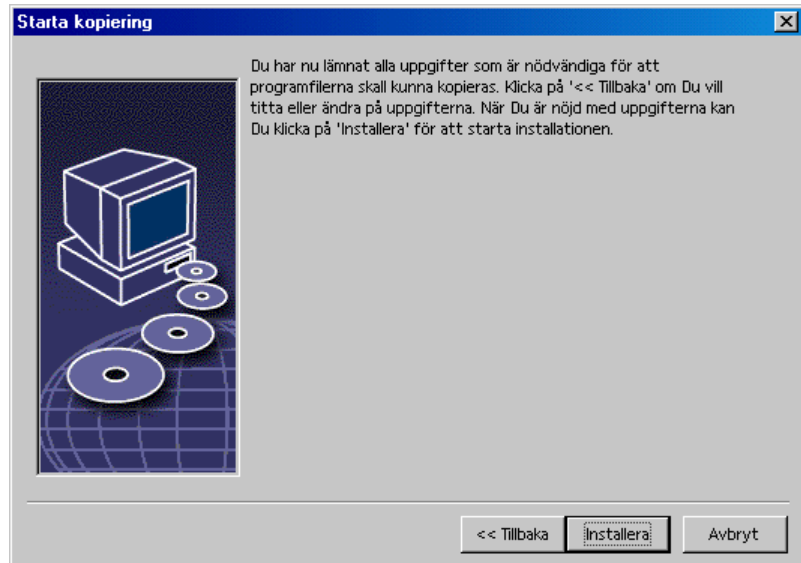 Starta kopiering
Du har nu lämnat alla uppgifter som är nödvändiga för att
programfilerna skall kunna kopieras. Klicka på '<< Tillbaka' om Du vill
titta eller ändra på uppgifterna. När Du är nöjd med uppgifterna kan
Du klicka på 'Installera' för att starta installationen.
<< Tillbaka
Installera
Avbryt